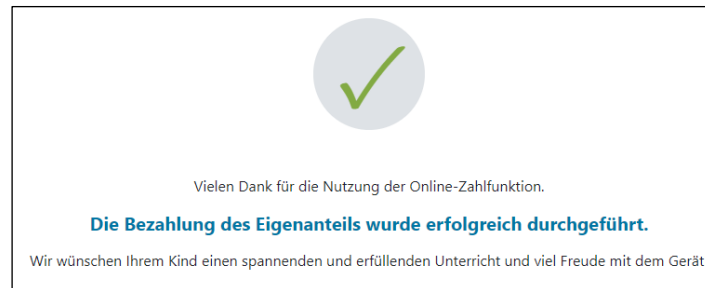 Vielen Dank für die Nutzung der Online-Zahlfunktion.
Die Bezahlung des Eigenanteils wurde erfolgreich durchgeführt.
Wir wünschen Ihrem Kind einen spannenden und erfüllenden Unterricht und viel Freude mit dem Gerät